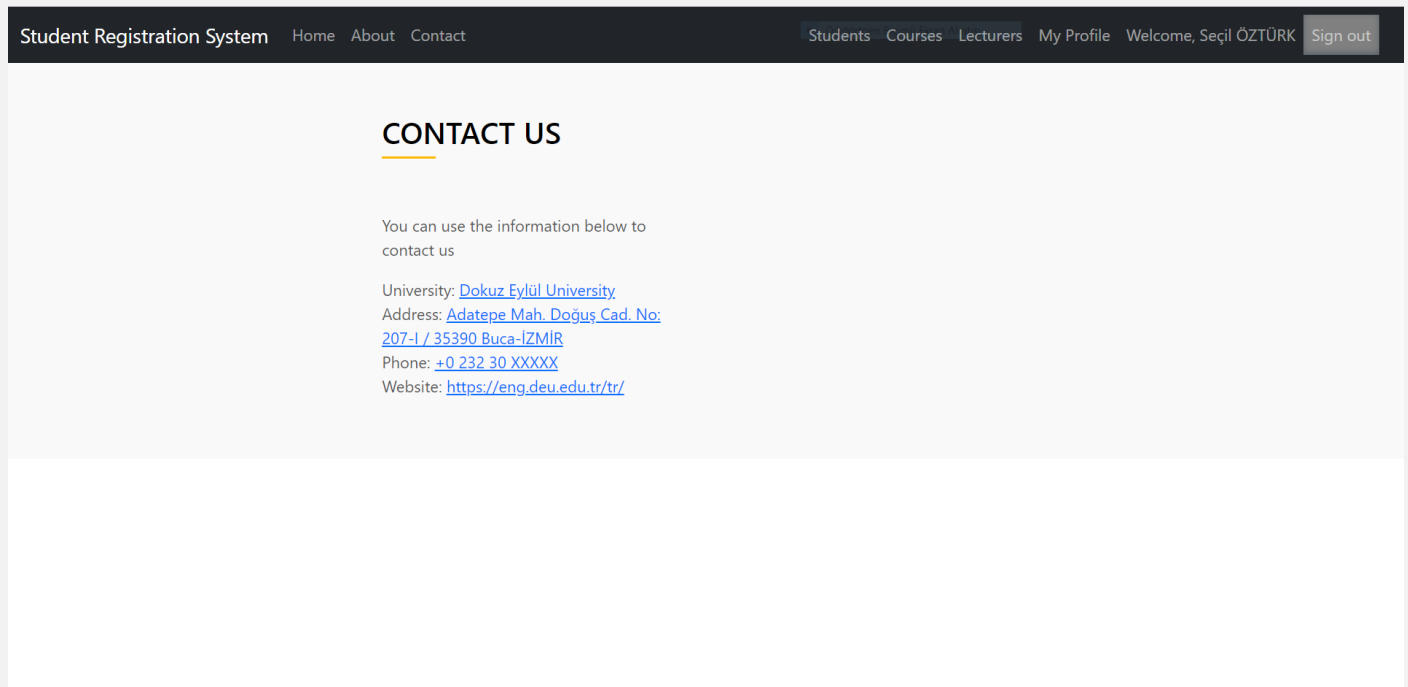 Student Registration System Home About Contact Students Courses Lecturers My Profile Welcome, Seçil ÖZTÜRK Sign out
CONTACT US
You can use the information below to
contact us
University: Dokuz Eylül University
Address: Adatepe Mah. Doğuş Cad. No:
207-I / 35390 Buca-İZMİR
Phone: +0 232 30 XXXXX
Website: https://eng.deu.edu.tr/tr/